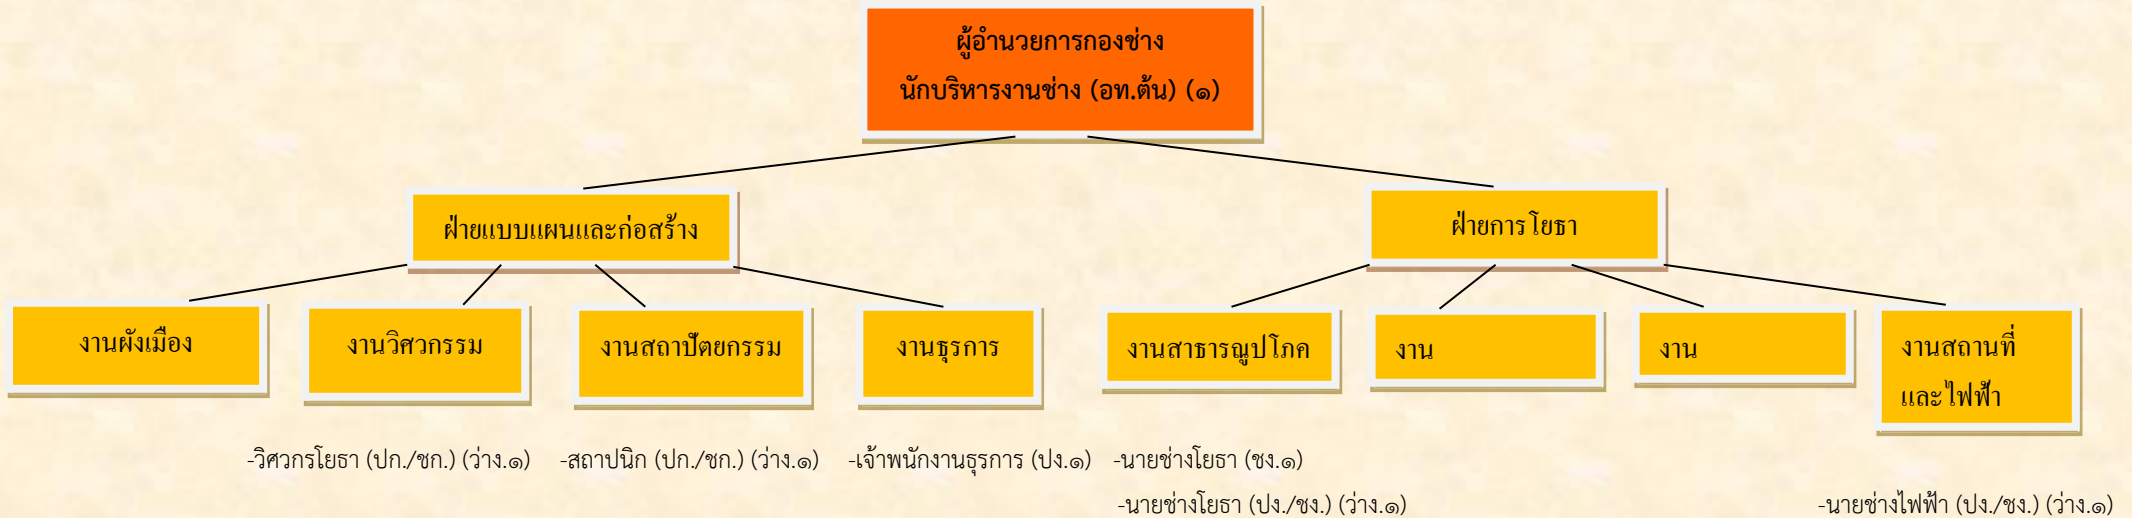 ผู้อำนวยการกองช่าง
นักบริหารงานช่าง (อท.ต้น) (๑)
ฝ่ายแบบแผนและก่อสร้าง
ฝ่ายการโยธา
งานผังเมือง
งานวิศวกรรม
งานสถาปัตยกรรม
งานธุรการ
งานสาธารณูปโภค
งาน
งาน
งานสถานที่
และไฟฟ้า
-วิศวกรโยธา (ปก./ชก.) (ว่าง.๑)
-สถาปนิก (ปก./ชก.) (ว่าง.๑)
-เจ้าพนักงานธุรการ (ปง.๑)
-นายช่างโยธา (ชง.๑)
-นายช่างโยธา (ปง./ชง.) (ว่าง.๑)
-นายช่างไฟฟ้า (ปง./ชง.) (ว่าง.๑)